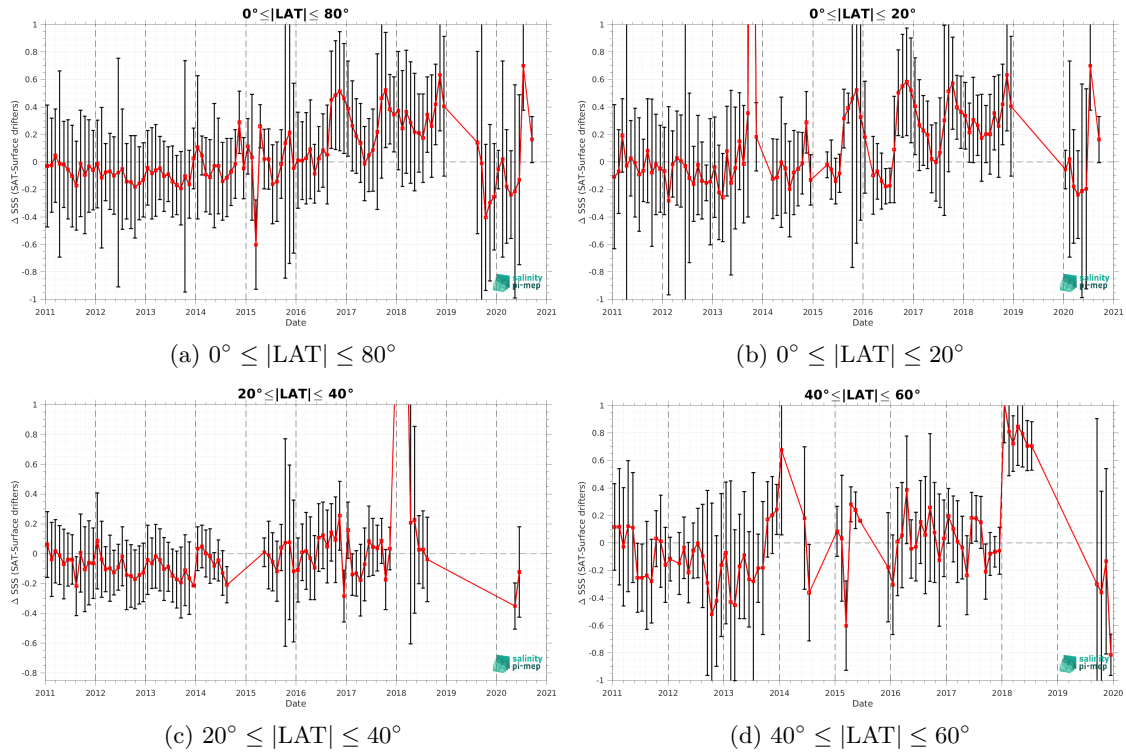 0°≤|LAT|≤ 80°
Δ SSS (SAT-Surface drifters)
1
0.8
0.6
0.4
0.2
0
-0.2
-0.4
-0.6
-0.8
-1
salinity
pi-mep
2011 2012 2013 2014 2015 2016 2017 2018 2019 2020 2021
Date
(a) 0° ≤ |LAT| ≤ 80°
0°≤|LAT|≤ 20°
Δ SSS (SAT-Surface drifters)
1
0.8
0.6
0.4
0.2
0
-0.2
-0.4
-0.6
-0.8
-1
salinity
pi-mep
2011 2012 2013 2014 2015 2016 2017 2018 2019 2020 2021
Date
(b) 0° ≤ |LAT| ≤ 20°
20°≤|LAT|≤ 40°
Δ SSS (SAT-Surface drifters)
1
0.8
0.6
0.4
0.2
0
-0.2
-0.4
-0.6
-0.8
salinity
pi-mep
2011 2012 2013 2014 2015 2016 2017 2018 2019 2020 2021
Date
(c) 20° ≤ |LAT| ≤ 40°
40°≤|LAT|≤ 60°
Δ SSS (SAT-Surface drifters)
1
0.8
0.6
0.4
0.2
0
-0.2
-0.4
-0.6
-0.8
-1
salinity
pi-mep
2011 2012 2013 2014 2015 2016 2017 2018 2019 2020
Date
(d) 40° ≤ |LAT| ≤ 60°